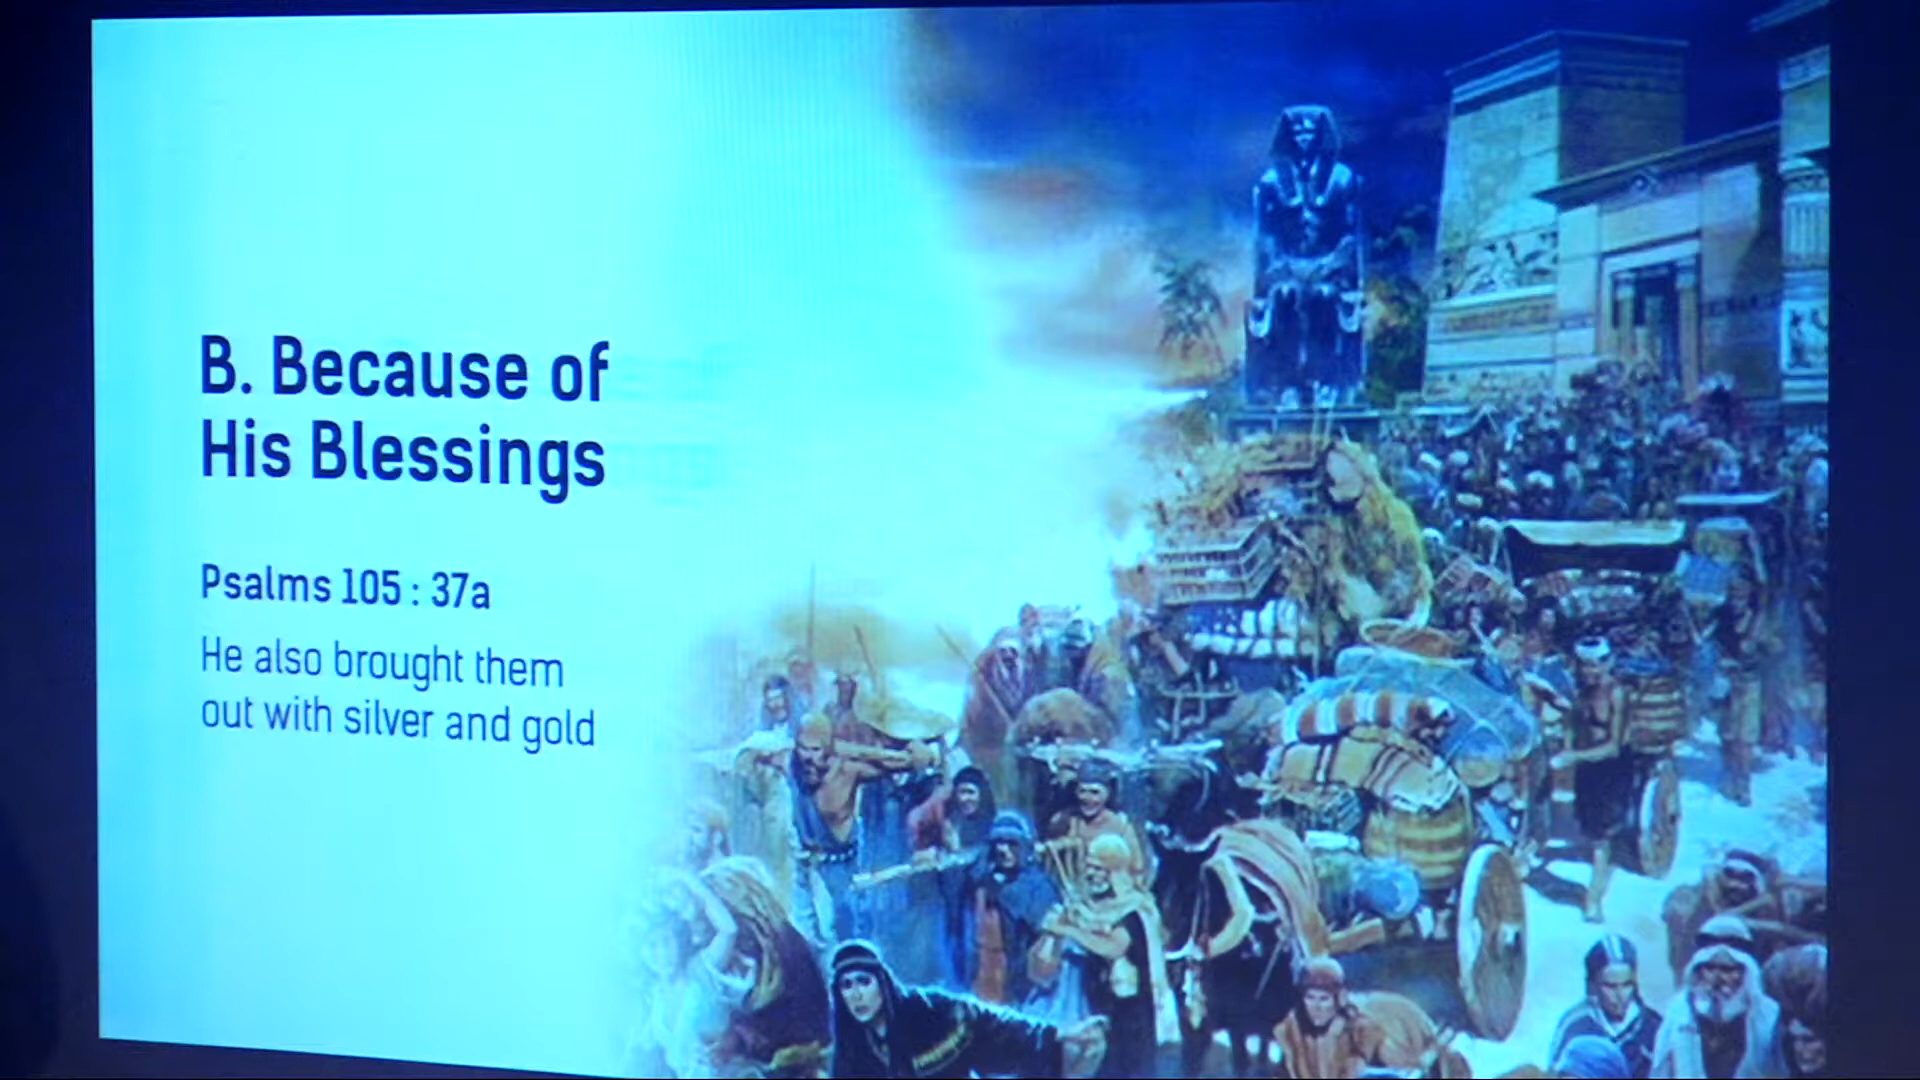 B. Because of
His Blessings
Psalms 105 : 37a
He also brought them
out with silver and gold